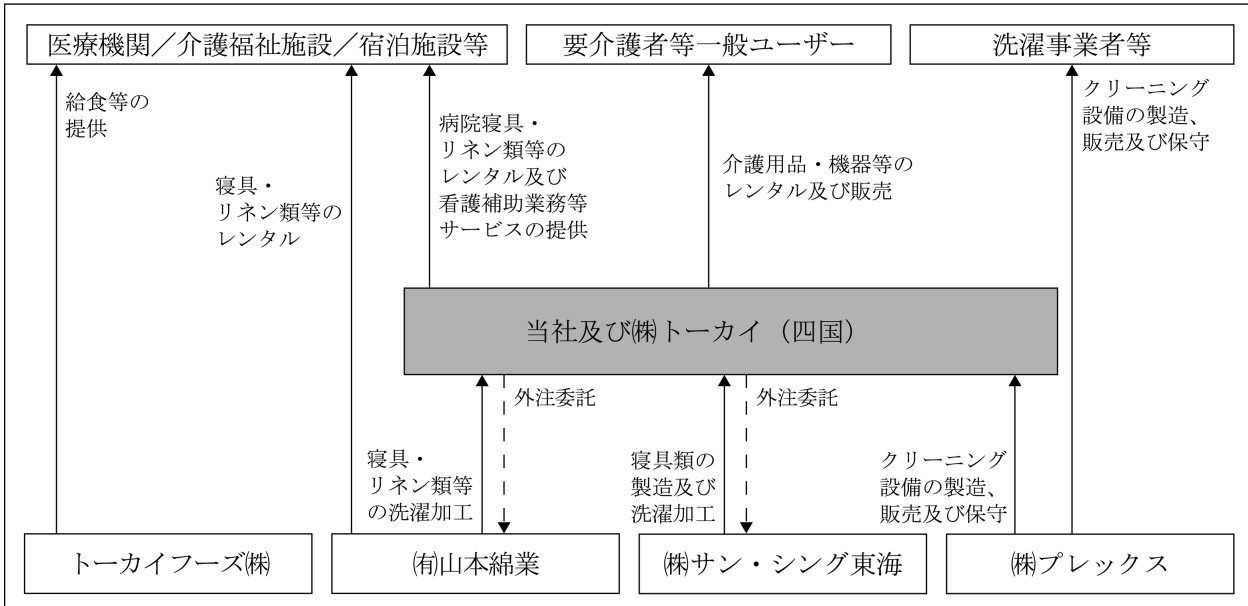 医療機関／介護福祉施設／宿泊施設等
要介護者等一般ユーザー
洗濯事業者等
給食等の
提供
寝具・
リネン類等の
レンタル
病院寝具・
リネン類等の
レンタル及び
看護補助業務等
サービスの提供
介護用品・機器等の
レンタル及び販売
クリーニング
設備の製造、
販売及び保守
当社及び㈱トーカイ（四国）
寝具・
リネン類等
の洗濯加工
外注委託
寝具類の
製造及び
洗濯加工
外注委託
クリーニング
設備の製造、
販売及び保守
トーカイフーズ㈱
㈲山本綿業
㈱サン・シング東海
㈱プレックス